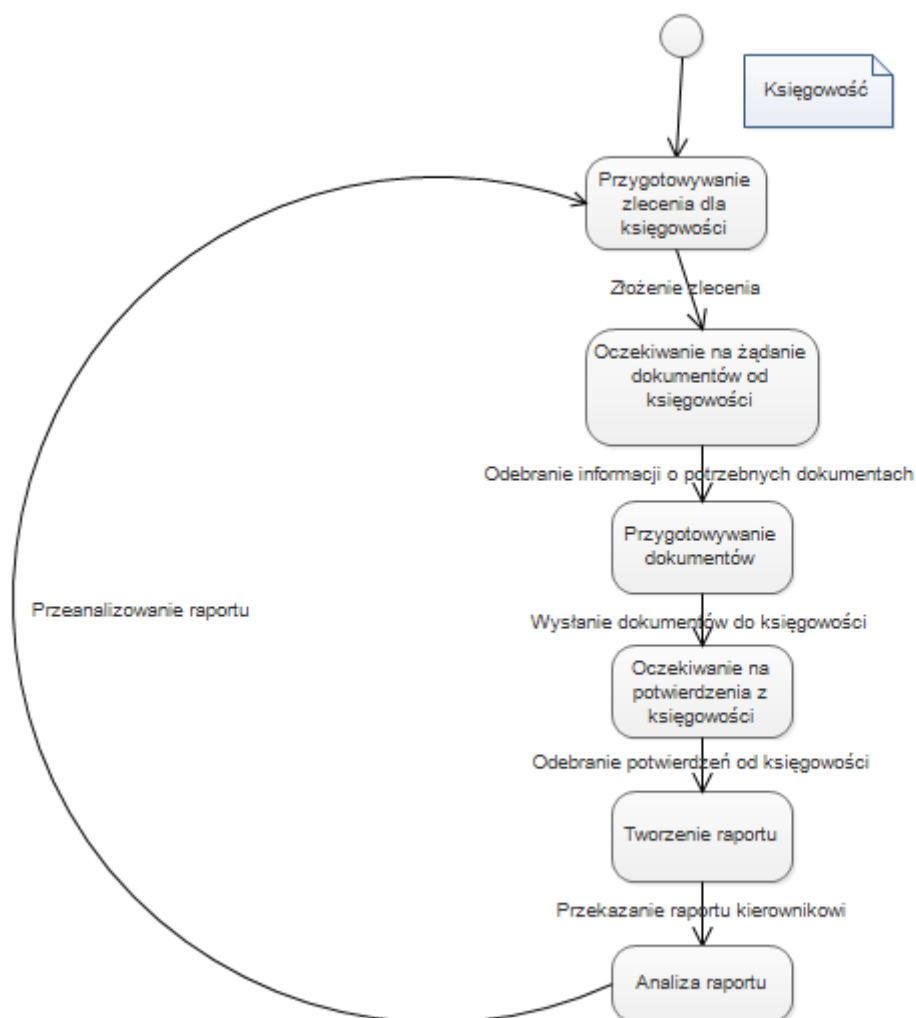 Księgowość
Przygotowywanie
zlecenia dla
księgowości
Złożenie zlecenia
Oczekiwanie na żądanie
dokumentów od
księgowości
Odebranie informacji o potrzebnych dokumentach
Przygotowywanie
dokumentów
Przeanalizowanie raportu
Wysłanie dokumentów do księgowości
Oczekiwanie na
potwierdzenia z
księgowości
Odebranie potwierdzeń od księgowości
Tworzenie raportu
Przekazanie raportu kierownikowi
Analiza raportu